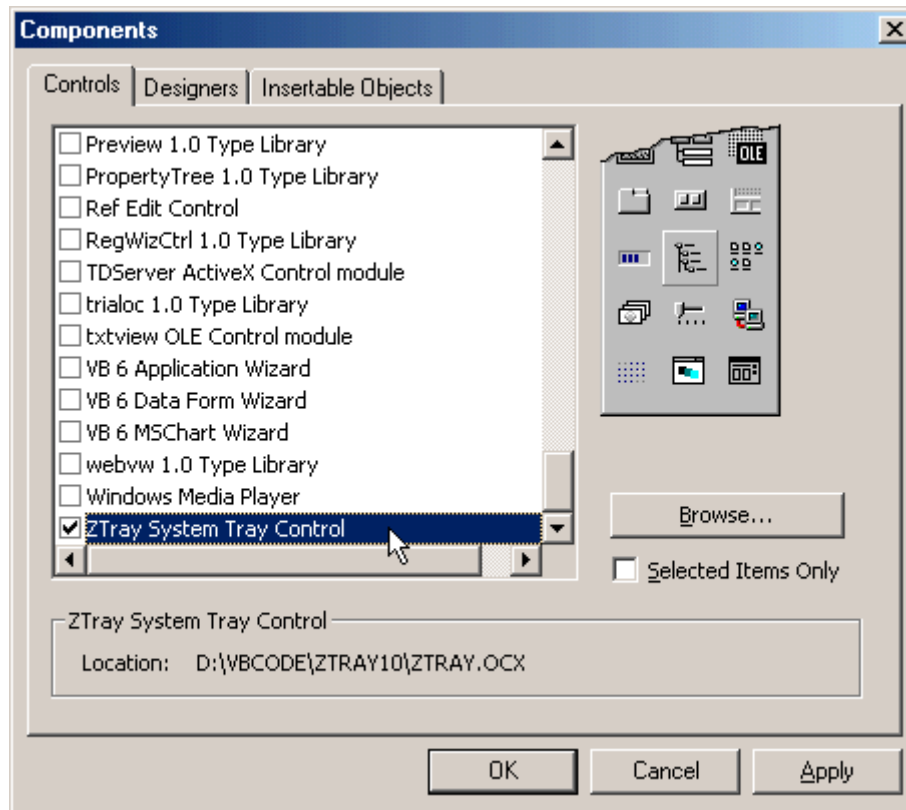 Components
Controls Designers Insertable Objects
Preview 1.0 Type Library
PropertyTree 1.0 Type Library
Ref Edit Control
RegWizCtrl 1.0 Type Library
TDServer ActiveX Control module
trialoc 1.0 Type Library
txtview OLE Control module
VB 6 Application Wizard
VB 6 Data Form Wizard
VB 6 MSChart Wizard
webvw 1.0 Type Library
Windows Media Player
ZTray System Tray Control
OLE
Browse...
Selected Items Only
ZTray System Tray Control
Location: D:\VBCODE\ZTRAY10\ZTRAY.OCX
OK Cancel Apply